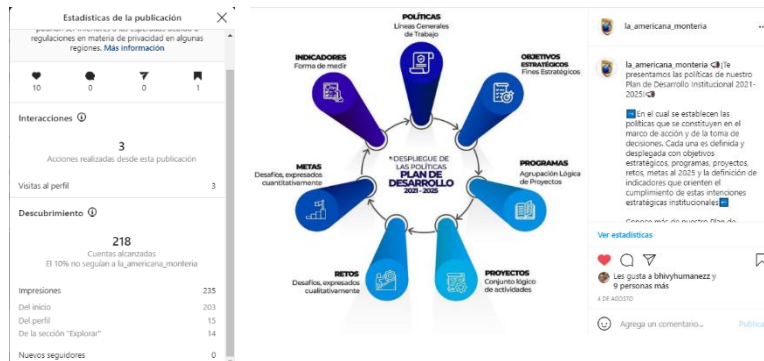 Estadísticas de la publicación
regulaciones en materia de privacidad en algunas
regiones. Más información
10
0
0
1
Interacciones
3
Acciones realizadas desde esta publicación
Visitas al perfil
3
Descubrimiento
218
Cuentas alcanzadas
El 10% no seguían a la_americana_monteria
Impresiones
235
Del inicio
203
Del perfil
15
De la sección "Explorar"
14
Nuevos seguidores
0
POLÍTICAS
Líneas Generales
de Trabajo
INDICADORES
Forma de medir
OBJETIVOS
ESTRATÉGICOS
Fines Estratégicos
METAS
Desafíos, expresados
cuantitativamente
"DESPLIEGUE DE
LAS POLÍTICAS
PLAN DE
DESARROLLO
2021 - 2025
PROGRAMAS
Agrupación Lógica
de Proyectos
RETOS
Desafíos, expresados
cualitativamente
PROYECTOS
Conjunto lógico
de actividades
la_americana_monteria
la_americana_monteria 📢¡Te
presentamos las políticas de nuestro
Plan de Desarrollo Institucional 2021-
2025!📢
➡️En el cual se establecen las
políticas que se constituyen en el
marco de acción y de la toma de
decisiones. Cada una es definida y
desplegada con objetivos
estratégicos, programas, proyectos,
retos, metas al 2025 y la definición de
indicadores que orienten el
cumplimiento de estas intenciones
estratégicas institucionales⬅️
Conoce más de nuestro Plan de
Ver estadísticas
Les gusta a bhivyhumanezz y
9 personas más
4 DE AGOSTO
Agrega un comentario...
Publica